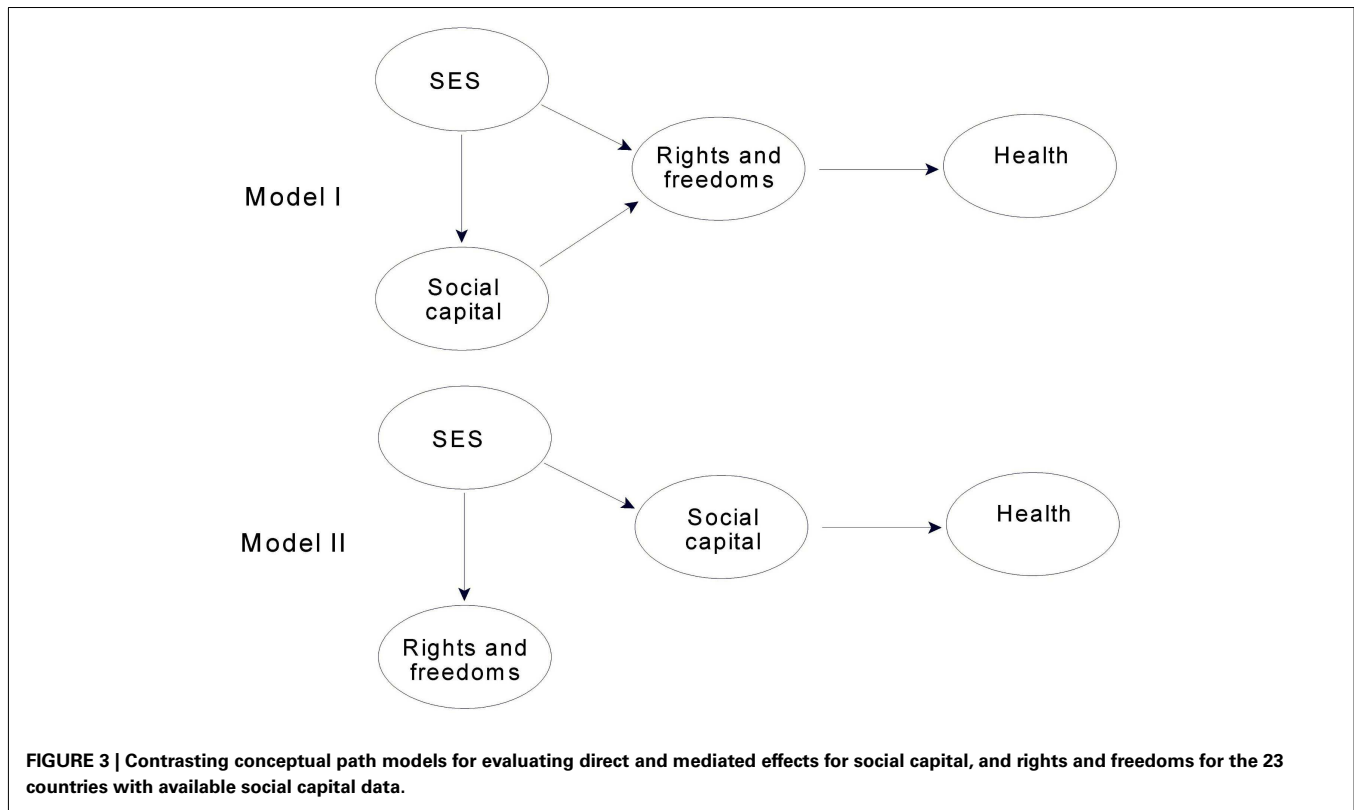 SES
Rights and
freedoms
Health
Model I
Social
capital
SES
Social
capital
Health
Model II
Rights and
freedoms
FIGURE 3 | Contrasting conceptual path models for evaluating direct and mediated effects for social capital, and rights and freedoms for the 23
countries with available social capital data.